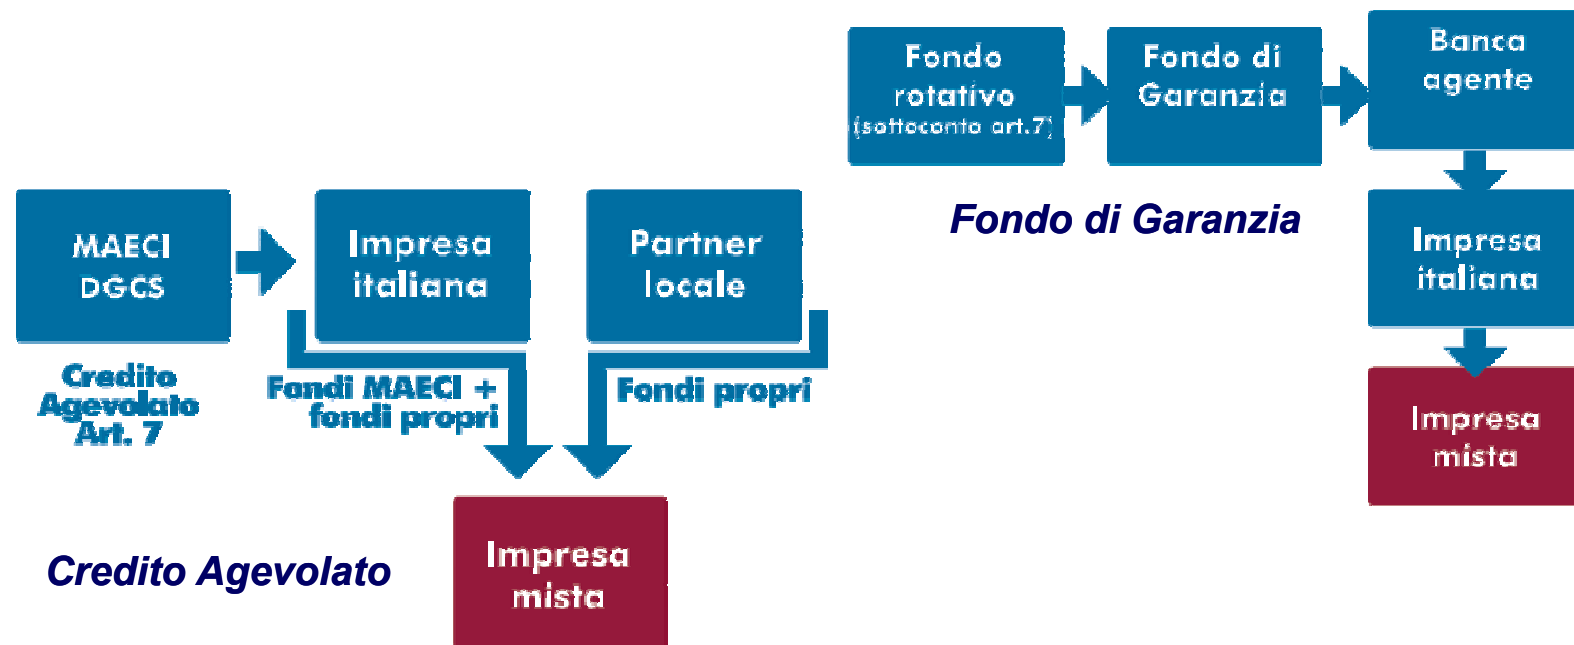 MAECI
DGCS
Credito
Agevolato
Art. 7
Impresa
italiana
Fondi MAECI +
fondi propri
Partner
locale
Fondi propri
Impresa
mista
Credito Agevolato
Fondo
rotativo
(sottoconto art.7)
Fondo di
Garanzia
Banca
agente
Fondo di Garanzia
Impresa
italiana
Impresa
mista